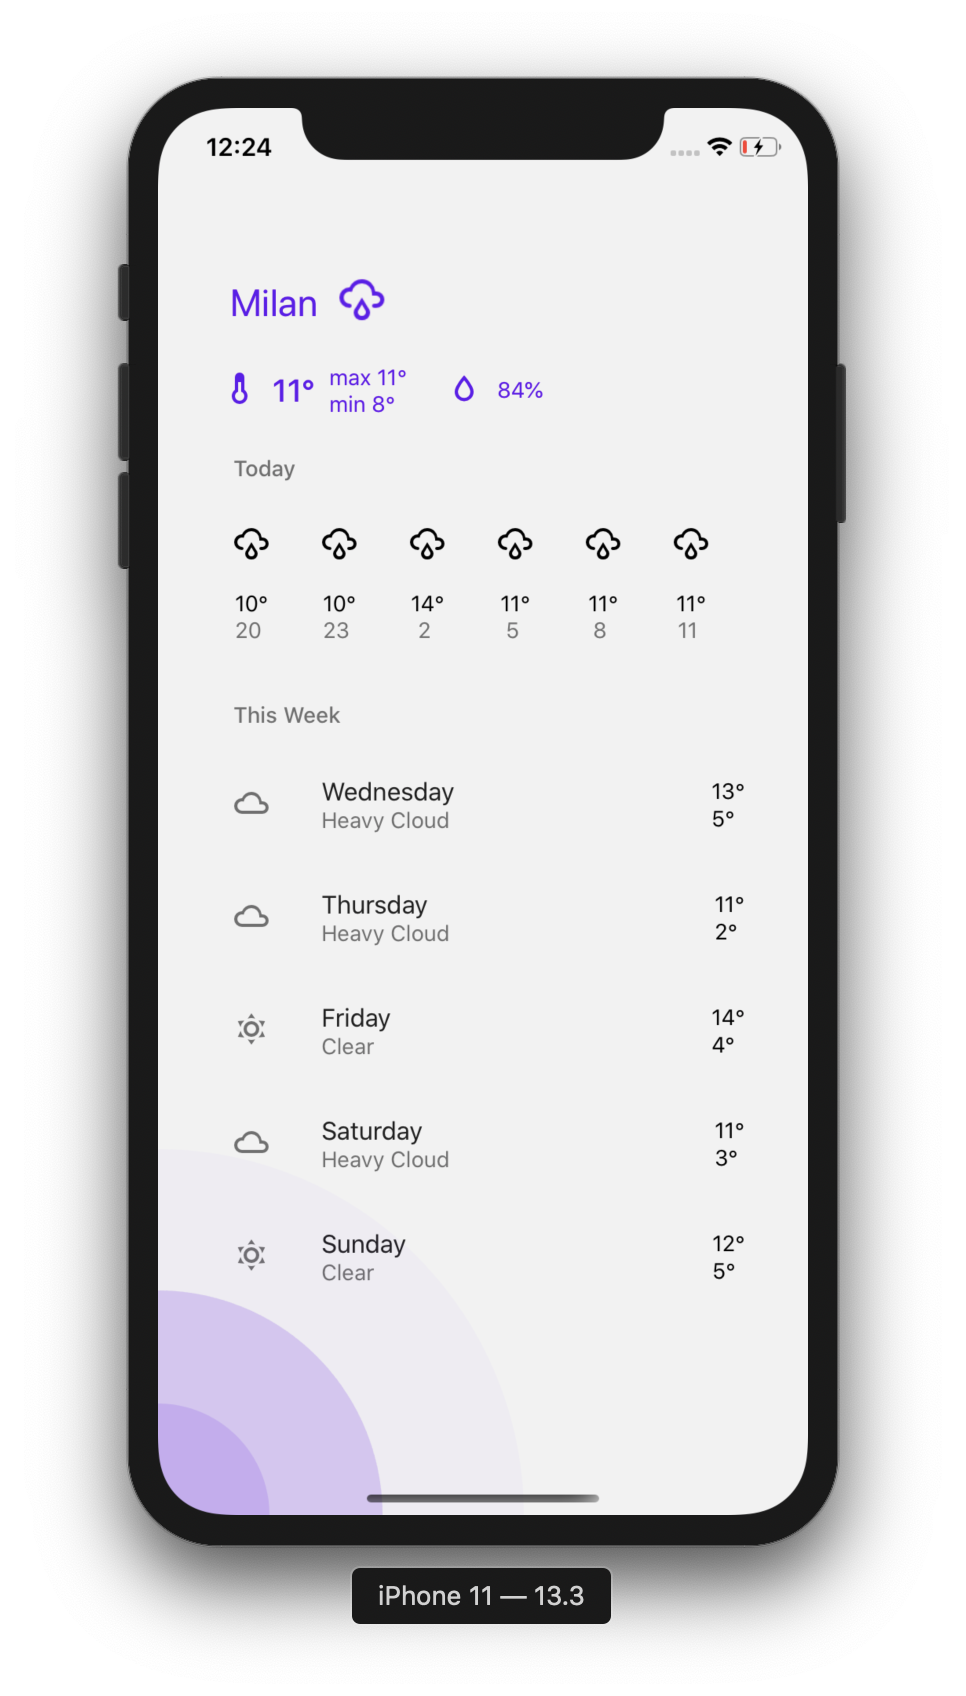 12:24
Milan
11° max 11° 84%
min 8°
Today
10° 10° 14° 11° 11° 11°
20 23 2 5 8 11
This Week
Wednesday 13°
Heavy Cloud 5°
Thursday 11°
Heavy Cloud 2°
Friday 14°
Clear 4°
Saturday 11°
Heavy Cloud 3°
Sunday 12°
Clear 5°
iPhone 11 — 13.3